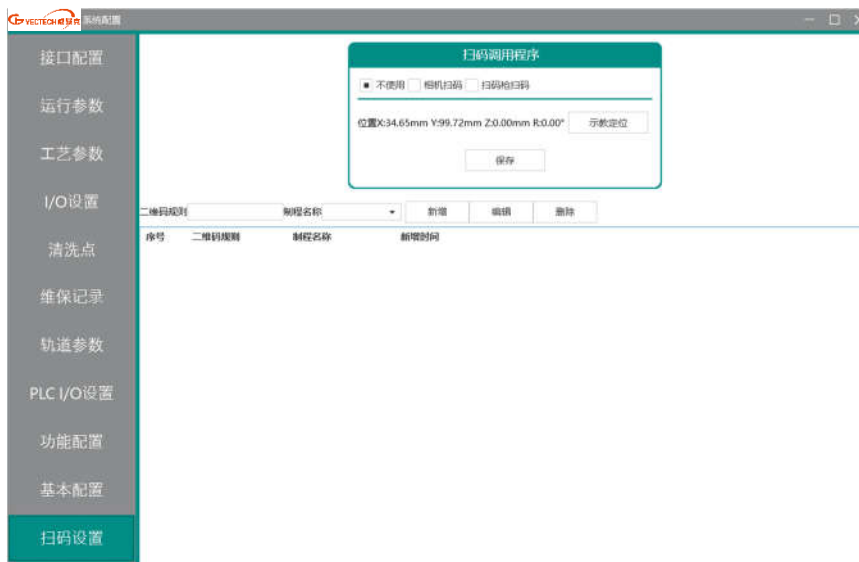 GVECTECH 系统配置
接口配置
运行参数
工艺参数
I/O设置
清洗点
维保记录
轨道参数
PLC I/O设置
功能配置
基本配置
扫码设置
扫码调用程序
不使用 相机扫码 扫码枪扫码
位置X:34.65mm Y:99.72mm Z:0.00mm R:0.00° 示教定位
保存
二维码规则 制程名称 新增 编辑 删除
序号 二维码规则 制程名称 新增时间